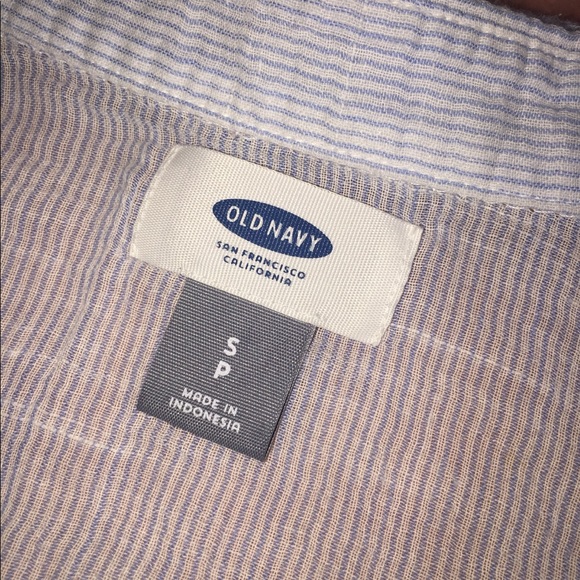 OLD NAVY
SAN FRANCISCO
CALIFORNIA
S
P
MADE IN
INDONESIA